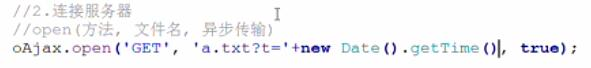 //2.连接服务器
//open(方法, 文件名, 异步传输)
oAjax.open('GET', 'a.txt?t='+new Date().getTime(), true);